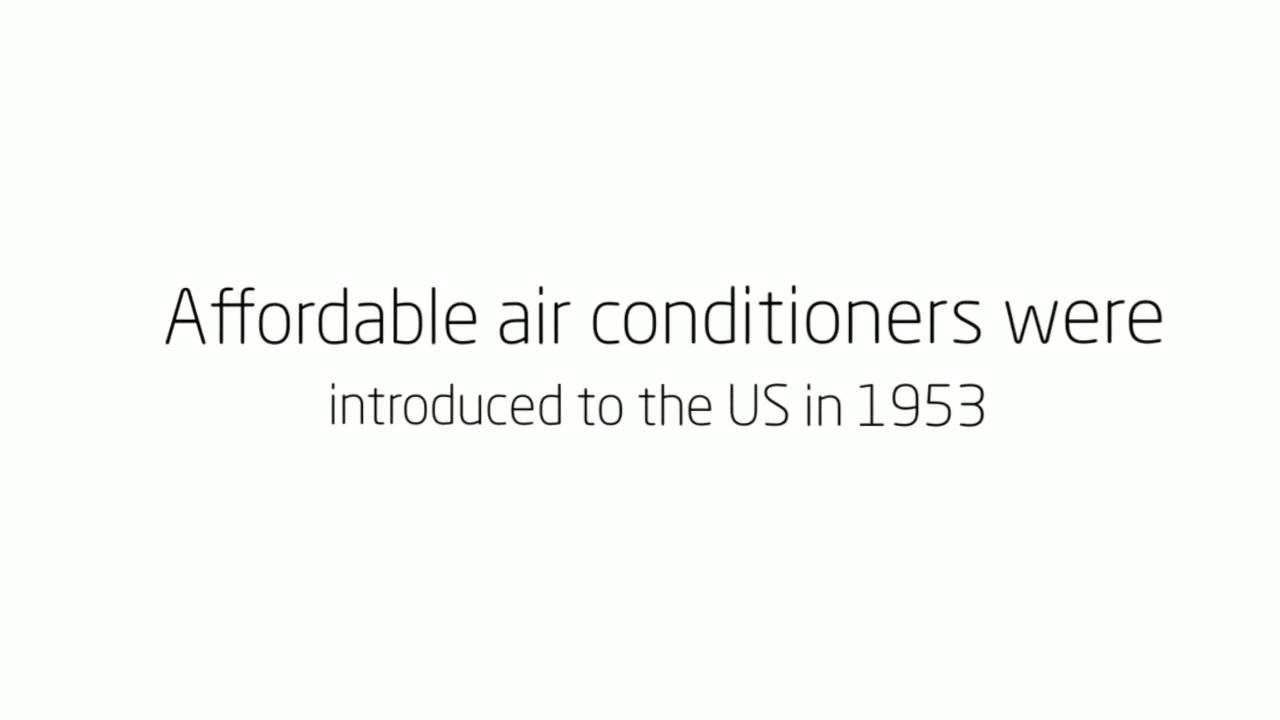 Affordable air conditioners were
introduced to the US in 1953